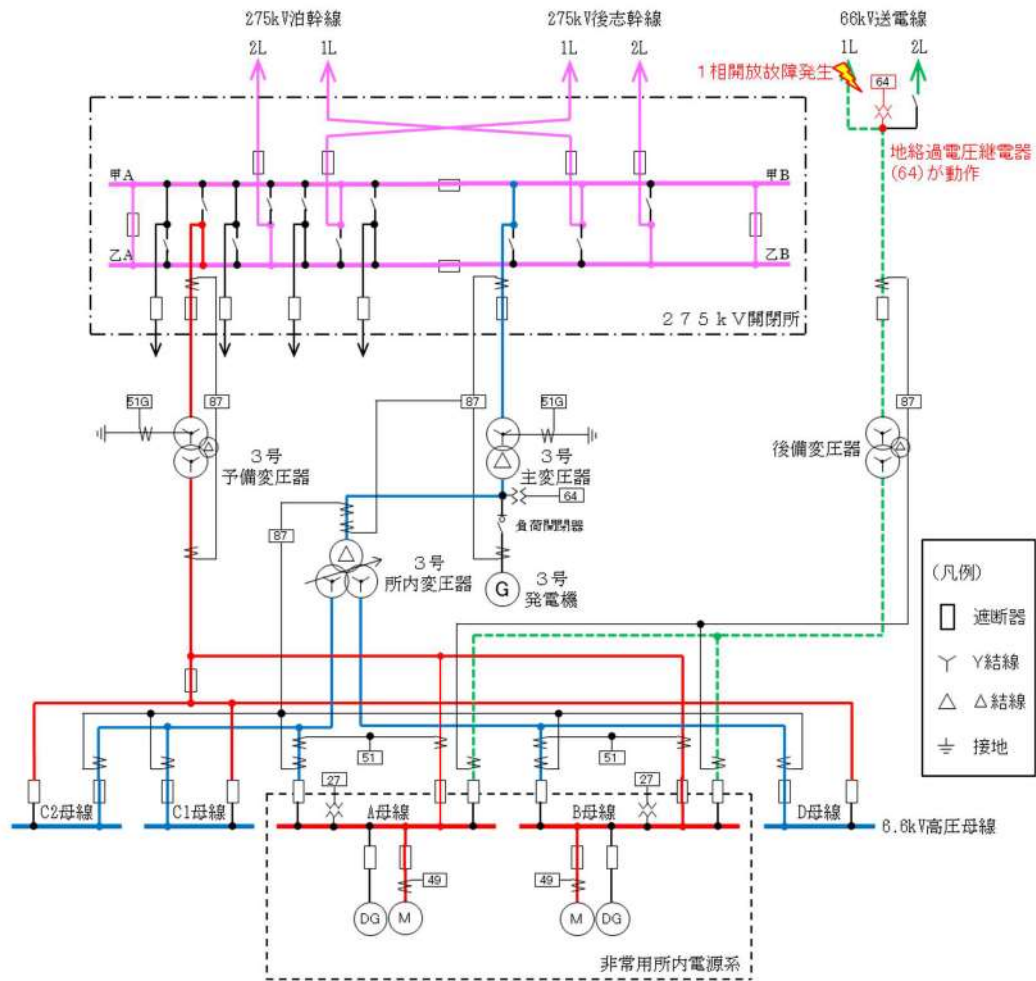 275kV泊幹線
275kV後志幹線
66kV送電線
2L
1L
1L
2L
1L
2L
1相開放故障発生
64
地絡過電圧継電器
(64)が動作
甲A
甲B
乙A
乙B
275kV開閉所
51G
87
87
51G
87
3号
予備変圧器
3号
主変圧器
後備変圧器
64
負荷開閉器
87
3号
所内変圧器
G
3号
発電機
(凡例)
遮断器
Y結線
Δ結線
接地
51
51
27
27
C2母線
C1母線
A母線
B母線
D母線
6.6kV高圧母線
49
49
DG
M
M
DG
非常用所内電源系